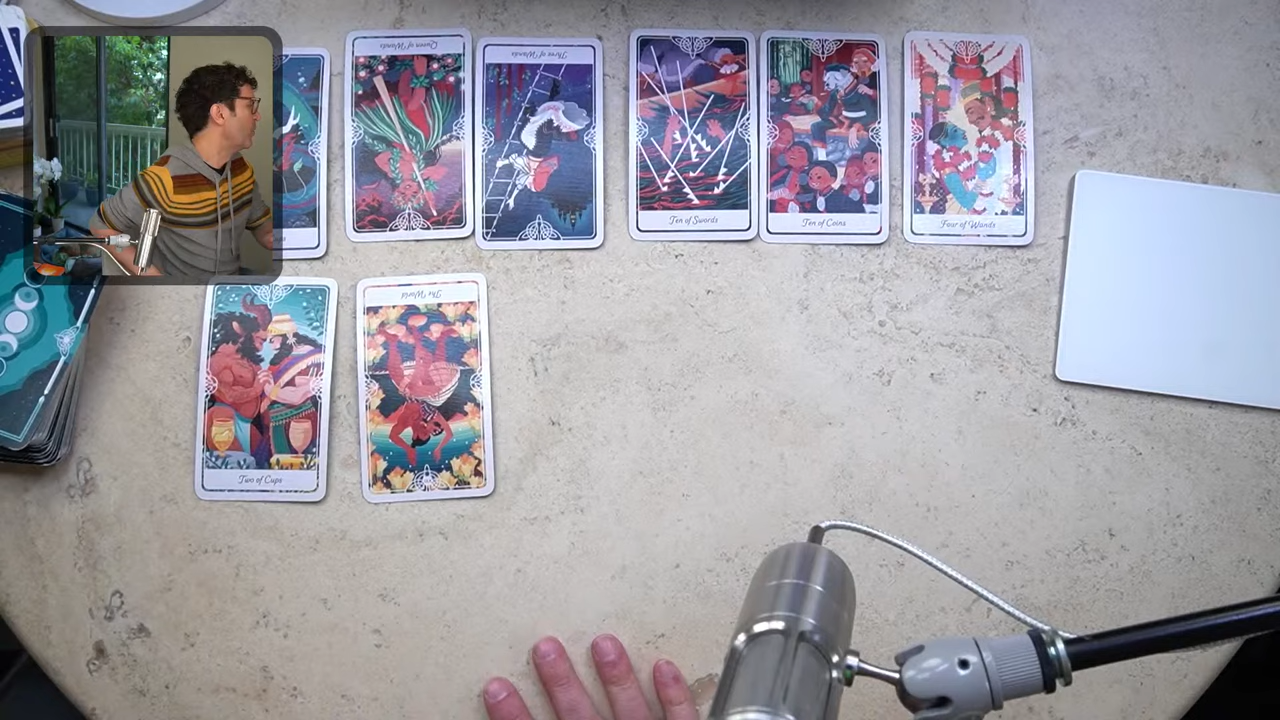 Queen of Wands
Three of Wands
Ten of Swords
Ten of Coins
Four of Wands
Two of Cups
The World